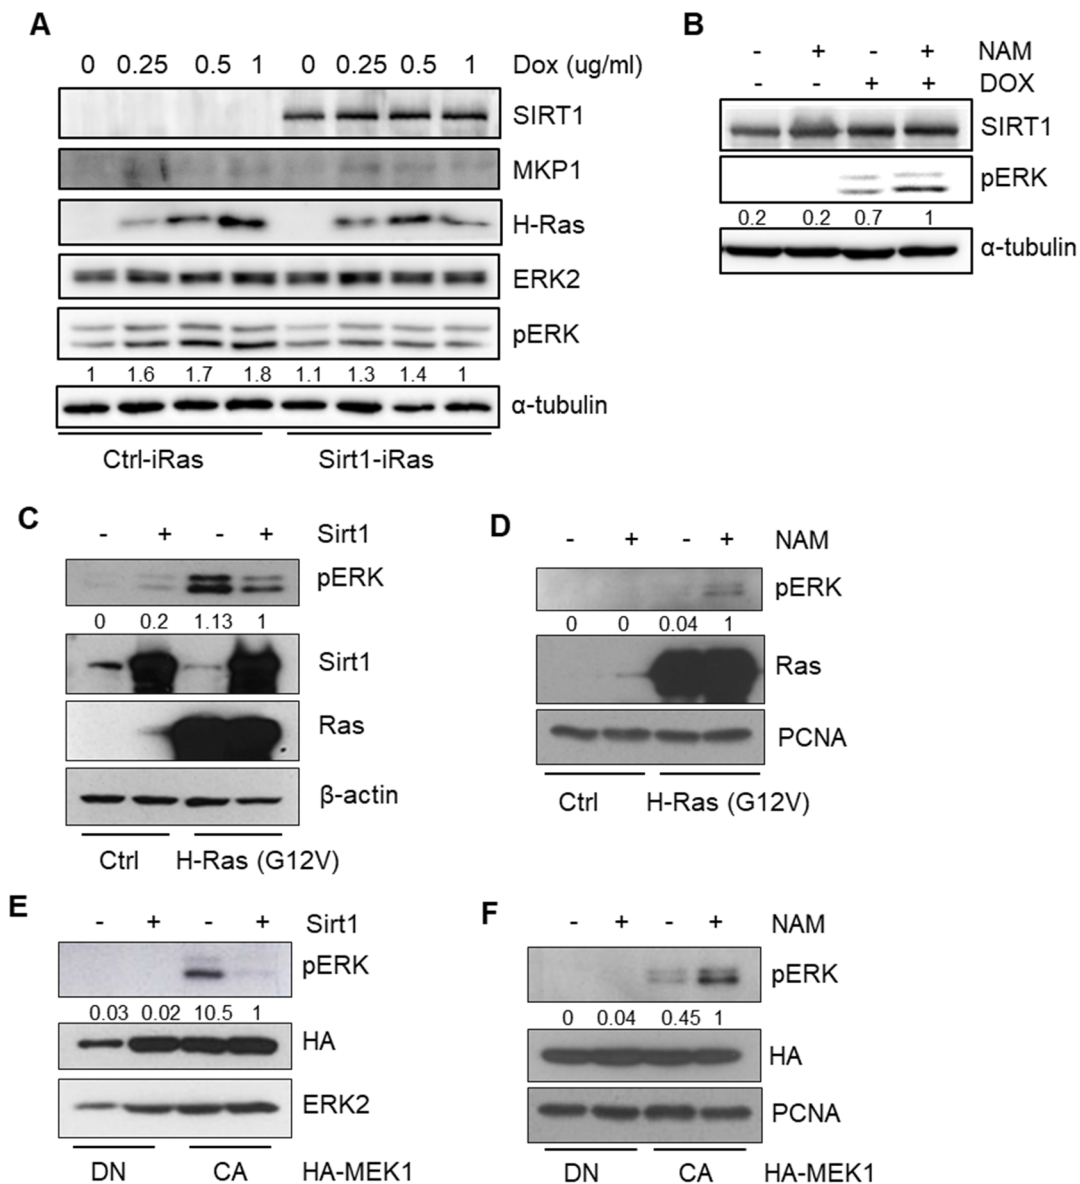 A
0 0.25 0.5 1 0 0.25 0.5 1 Dox (ug/ml)
SIRT1
MKP1
H-Ras
ERK2
pERK
1 1.6 1.7 1.8 1.1 1.3 1.4 1
α-tubulin
Ctrl-iRas Sirt1-iRas
B
- + - + NAM
- - + + DOX
SIRT1
pERK
0.2 0.2 0.7 1
α-tubulin
C
- + - + Sirt1
pERK
0 0.2 1.13 1
Sirt1
Ras
β-actin
Ctrl H-Ras (G12V)
D
- + - + NAM
pERK
0 0 0.04 1
Ras
PCNA
Ctrl H-Ras (G12V)
E
- + - + Sirt1
pERK
0.03 0.02 10.5 1
HA
ERK2
DN CA HA-MEK1
F
- + - + NAM
pERK
0 0.04 0.45 1
HA
PCNA
DN CA HA-MEK1